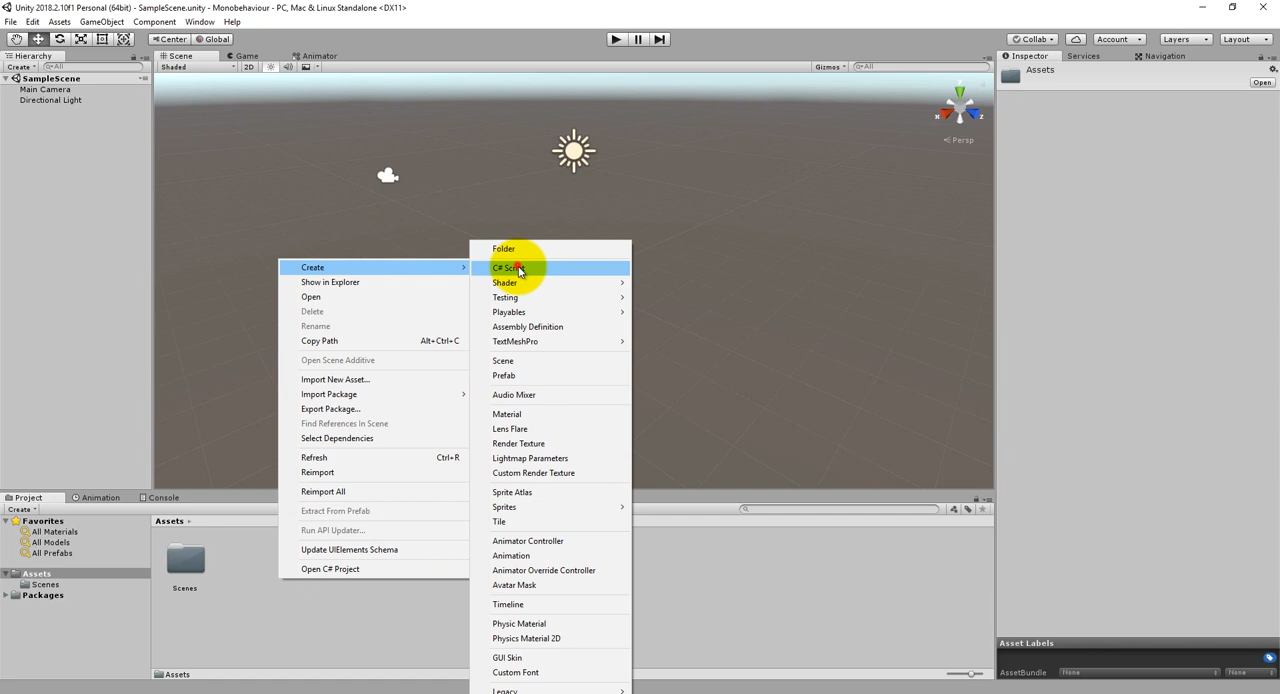 Unity 2018.2.10f1 Personal (64bit) - SampleScene.unity - Monobehaviour - PC, Mac & Linux Standalone <DX11>
File Edit Assets GameObject Component Window Help
Center Global
Collab Account Layers Layout
Hierarchy
Create All
SampleScene
Main Camera
Directional Light
Scene Game Animator
Shaded 2D Gizmos All
x z
Persp
Inspector Services Navigation
Assets
Open
Create
Show in Explorer
Open
Delete
Rename
Copy Path Alt+Ctrl+C
Open Scene Additive
Import New Asset...
Import Package
Export Package...
Find References In Scene
Select Dependencies
Refresh Ctrl+R
Reimport
Reimport All
Extract From Prefab
Run API Updater...
Update UIElements Schema
Open C# Project
Folder
C# Script
Shader
Testing
Playables
Assembly Definition
TextMeshPro
Scene
Prefab
Audio Mixer
Material
Lens Flare
Render Texture
Lightmap Parameters
Custom Render Texture
Sprite Atlas
Sprites
Tile
Animator Controller
Animation
Animator Override Controller
Avatar Mask
Timeline
Physic Material
Physics Material 2D
GUI Skin
Custom Font
Legacy
Project Animation Console
Create
Favorites
All Materials
All Models
All Prefabs
Assets
Scenes
Packages
Assets
Scenes
Assets
Asset Labels
AssetBundle None None